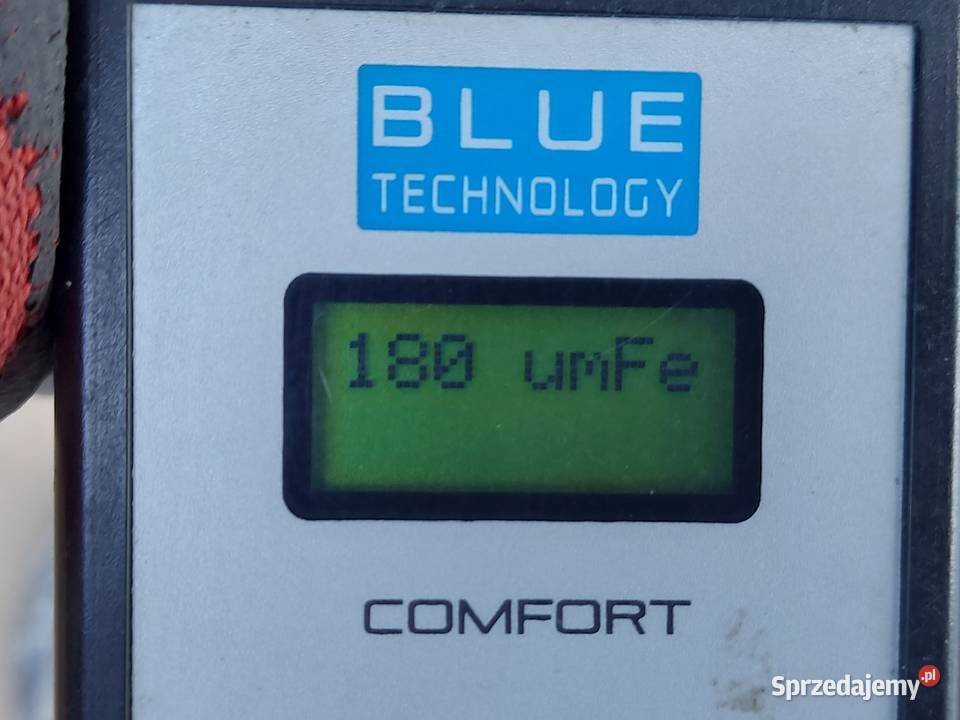 BLUE
TECHNOLOGY
180 umFe
COMFORT
Sprzedajemy.pl